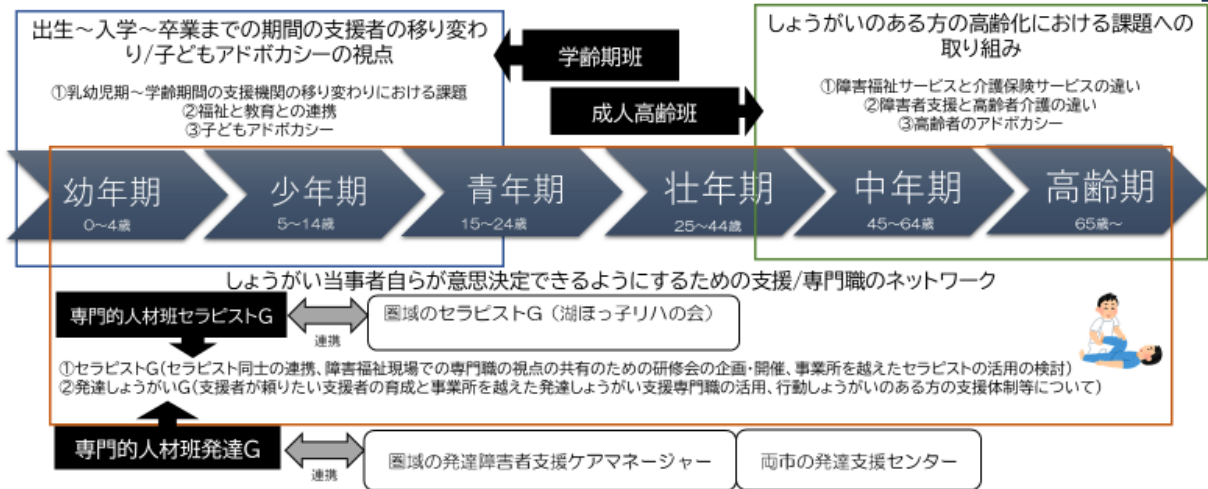 出生～入学～卒業までの期間の支援者の移り変わ
り/子どもアドボカシーの視点
①乳幼児期～学齢期間の支援機関の移り変わりにおける課題
②福祉と教育との連携
③子どもアドボカシー
学齢期班
成人高齢班
しょうがいのある方の高齢化における課題への
取り組み
①障害福祉サービスと介護保険サービスの違い
②障害者支援と高齢者介護の違い
③高齢者のアドボカシー
幼年期
0～4歳
少年期
5～14歳
青年期
15～24歳
壮年期
25～44歳
中年期
45～64歳
高齢期
65歳～
しょうがい当事者自らが意思決定できるようにするための支援/専門職のネットワーク
専門的人材班セラピストG
連携
圏域のセラピストG（湖ほっ子リハの会）
①セラピストG(セラピスト同士の連携、障害福祉現場での専門職の視点の共有のための研修会の企画・開催、事業所を越えたセラピストの活用の検討)
②発達しょうがいG(支援者が頼りたい支援者の育成と事業所を越えた発達しょうがい支援専門職の活用、行動しょうがいのある方の支援体制等について)
専門的人材班発達G
連携
圏域の発達障害者支援ケアマネージャー
両市の発達支援センター